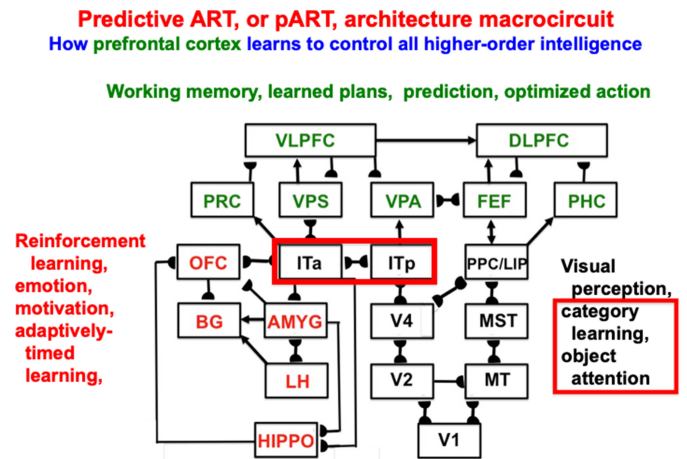 Predictive ART, or pART, architecture macrocircuit
How prefrontal cortex learns to control all higher-order intelligence
Working memory, learned plans, prediction, optimized action
VLPFC
DLPFC
PRC
VPS
VPA
FEF
PHC
Reinforcement
learning,
emotion,
motivation,
adaptively-
timed
learning,
OFC
ITa
ITp
PPC/LIP
Visual
perception,
category
learning,
object
attention
BG
AMYG
V4
MST
LH
V2
MT
HIPPO
V1